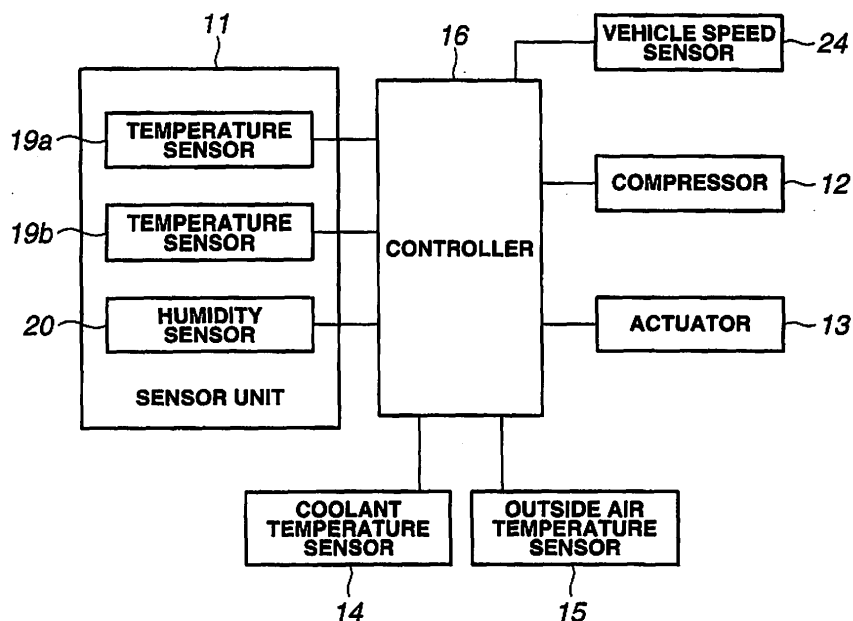 11
16
VEHICLE SPEED
SENSOR
24
19a
TEMPERATURE
SENSOR
COMPRESSOR
12
19b
TEMPERATURE
SENSOR
CONTROLLER
20
HUMIDITY
SENSOR
ACTUATOR
13
SENSOR UNIT
COOLANT
TEMPERATURE
SENSOR
OUTSIDE AIR
TEMPERATURE
SENSOR
14
15